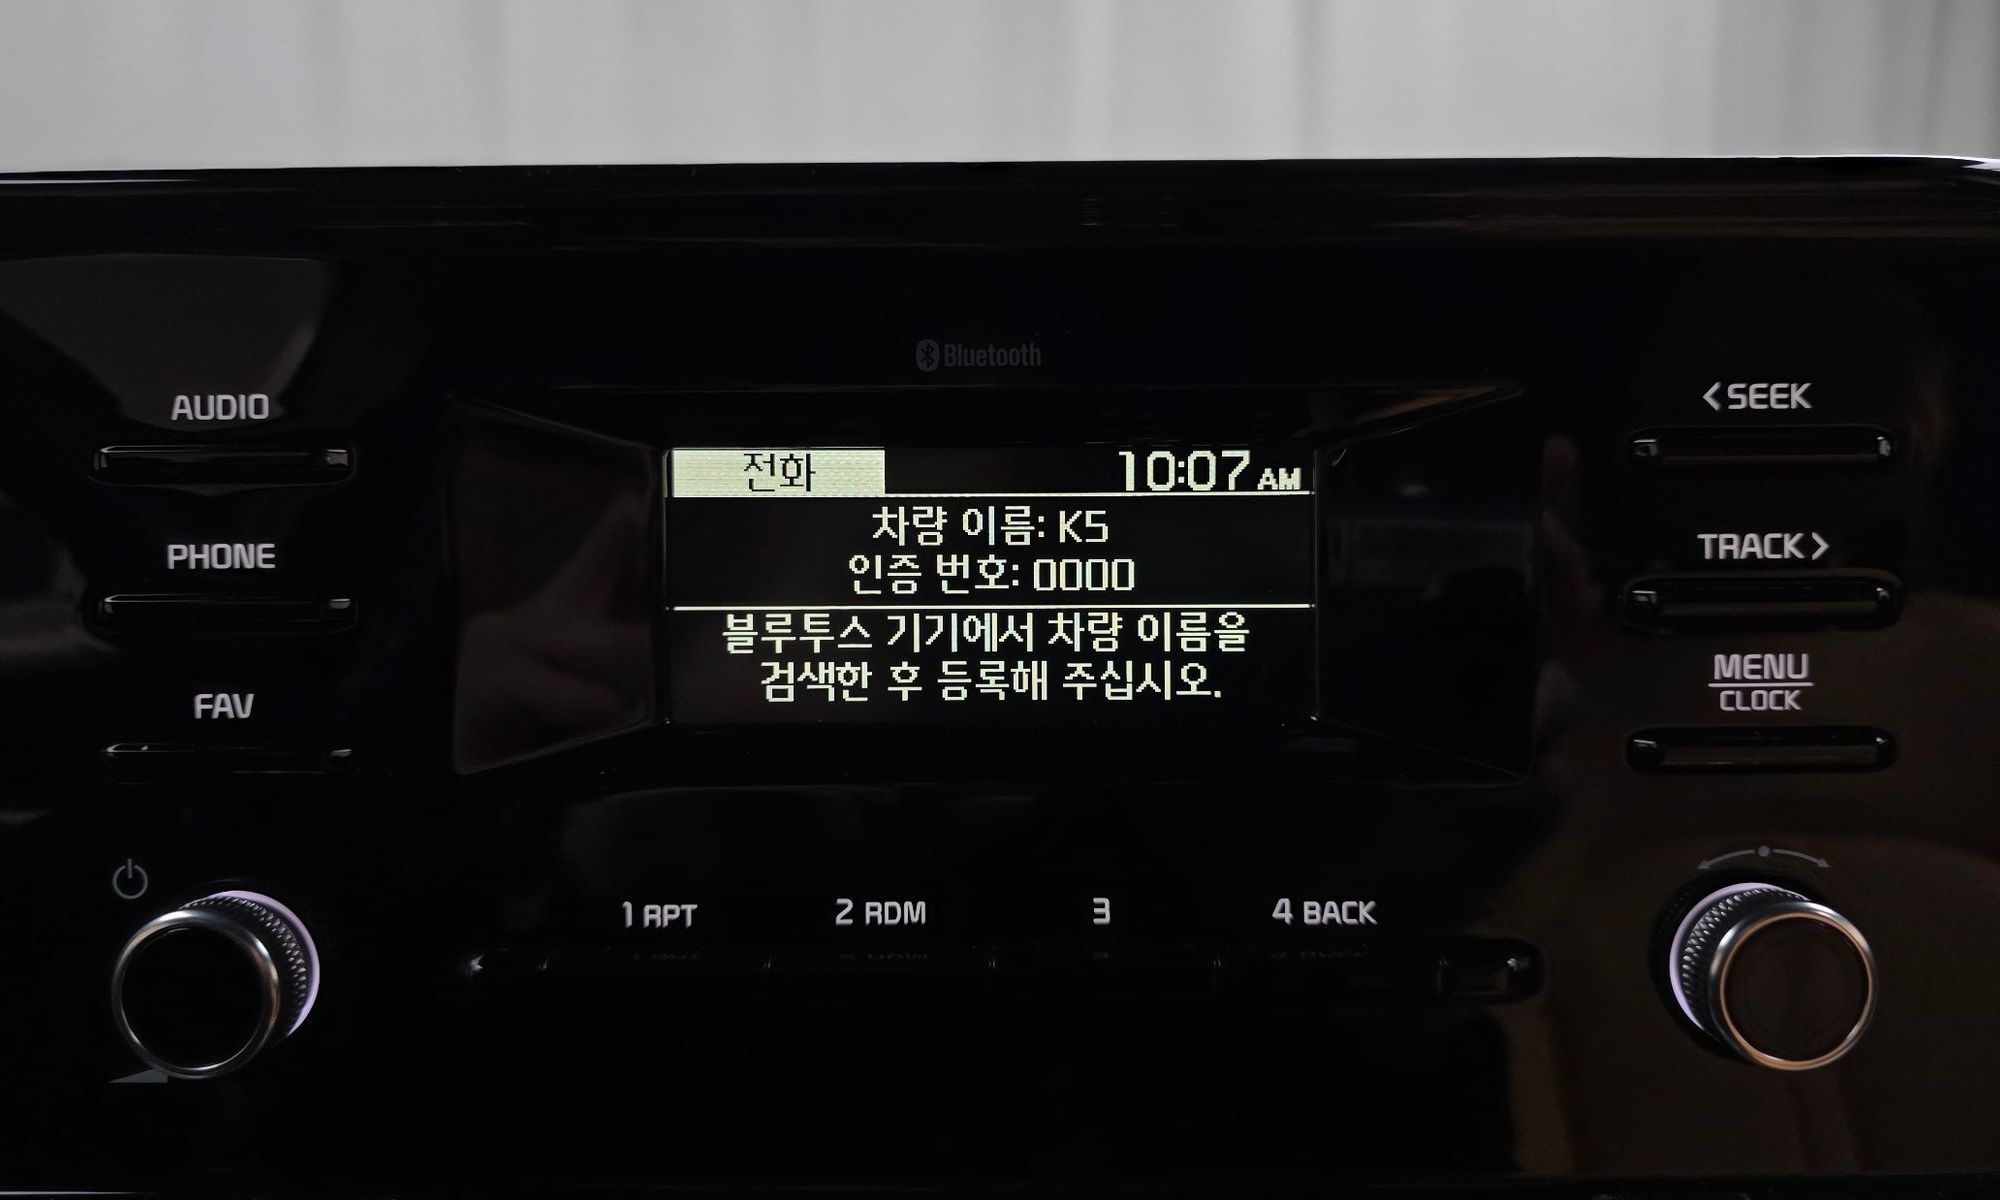 Bluetooth
AUDIO
PHONE
FAV
전화 10:07 AM
차량 이름: K5
인증 번호: 0000
블루투스 기기에서 차량 이름을
검색한 후 등록해 주십시오.
<SEEK
TRACK>
MENU
CLOCK
1 RPT 2 RDM 3 4 BACK